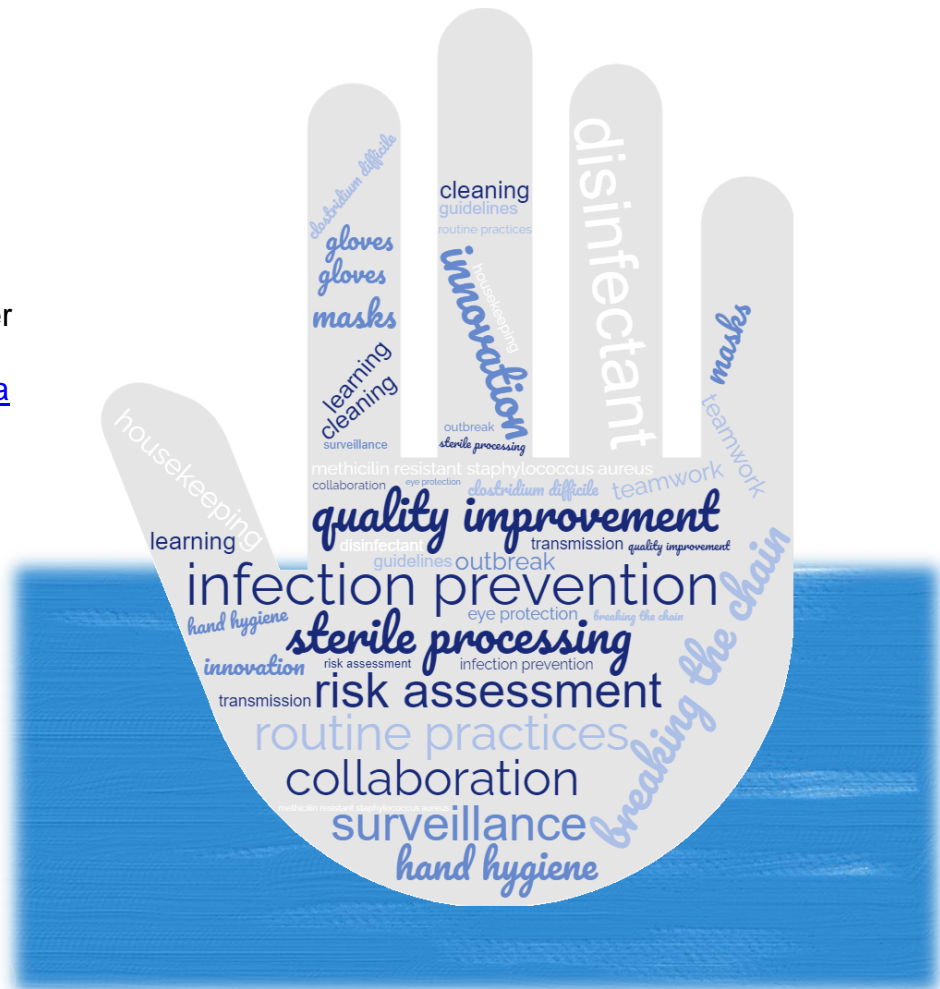 er
a
clostridium difficile
gloves
gloves
masks
learning
cleaning
surveillance
cleaning
guidelines
routine practices
innovation
housekeeping
outbreak
sterile processing
disinfectant
masks
teamwork
housekeeping
methicilin resistant staphylococcus aureus
collaboration
eye protection
clostridium difficile
teamwork
quality improvement
learning
disinfectant
transmission
quality improvement
guidelines
outbreak
infection prevention
hand hygiene
eye protection
breaking the chain
sterile processing
innovation
risk assessment
infection prevention
transmission
risk assessment
routine practices
breaking the chain
collaboration
methicilin resistant staphylococcus aureus
surveillance
hand hygiene